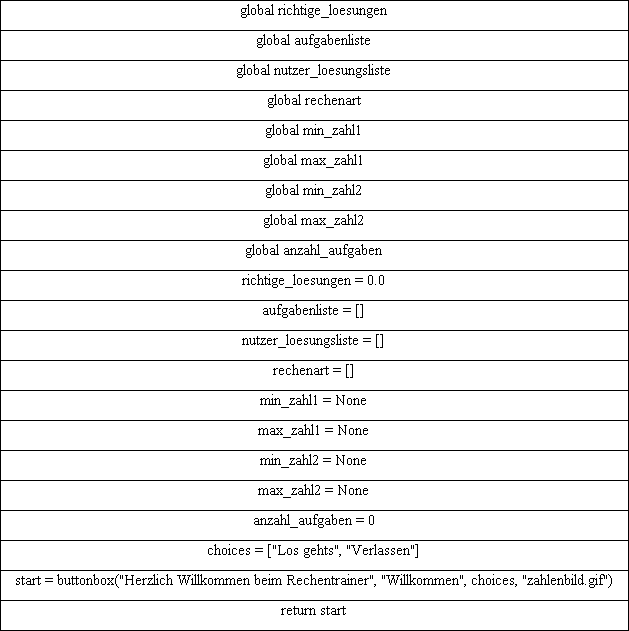 global richtige_loesungen
global aufgabenliste
global nutzer_loesungsliste
global rechenart
global min_zahl1
global max_zahl1
global min_zahl2
global max_zahl2
global anzahl_aufgaben
richtige_loesungen = 0.0
aufgabenliste = []
nutzer_loesungsliste = []
rechenart = []
min_zahl1 = None
max_zahl1 = None
min_zahl2 = None
max_zahl2 = None
anzahl_aufgaben = 0
choices = ["Los gehts", "Verlassen"]
start = buttonbox("Herzlich Willkommen beim Rechentrainer", "Willkommen", choices, "zahlenbild.gif")
return start